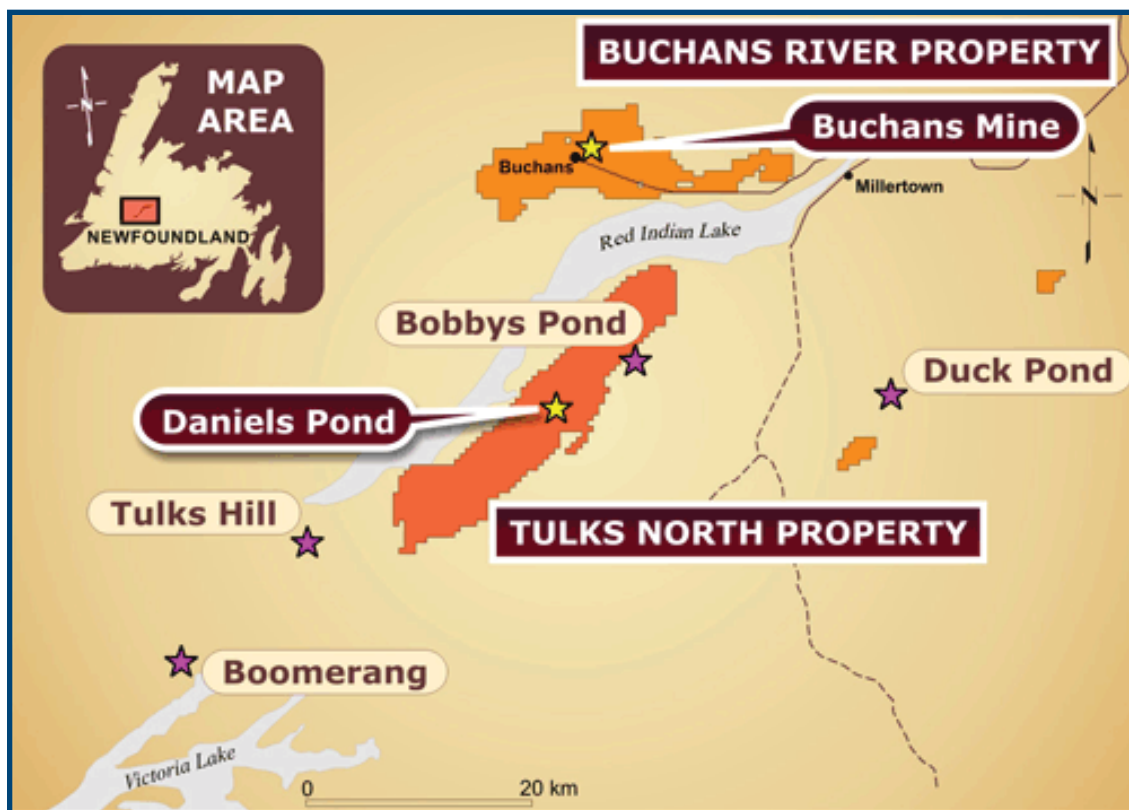 MAP
AREA
N
NEWFOUNDLAND
BUCHANS RIVER PROPERTY
Buchans Mine
Buchans
Millertown
N
Red Indian Lake
Bobbys Pond
Duck Pond
Daniels Pond
Tulks Hill
TULKS NORTH PROPERTY
Boomerang
Victoria Lake
0 20 km